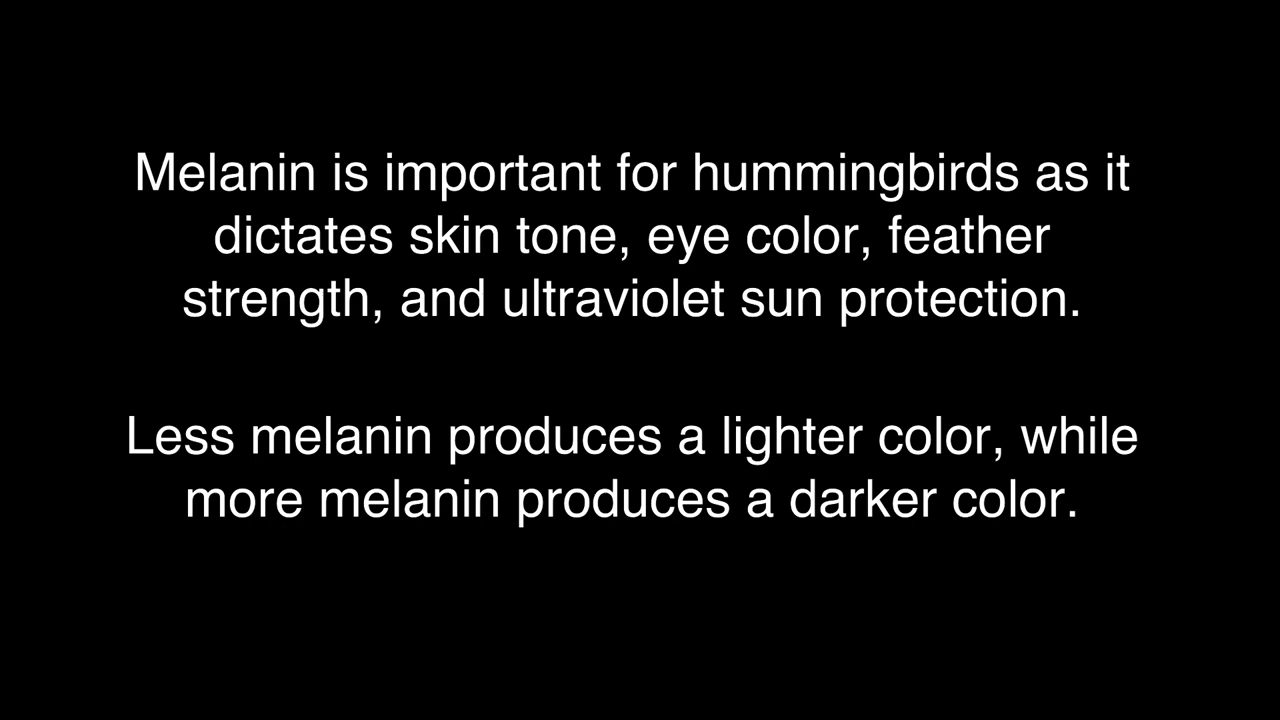 Melanin is important for hummingbirds as it
dictates skin tone, eye color, feather
strength, and ultraviolet sun protection.
Less melanin produces a lighter color, while
more melanin produces a darker color.